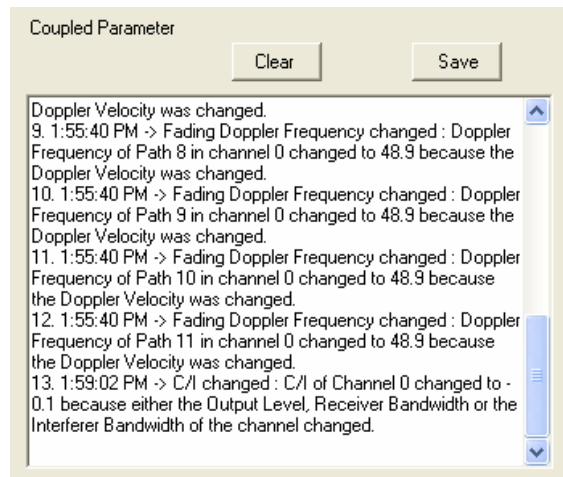 Coupled Parameter
Clear
Save
Doppler Velocity was changed.
9. 1:55:40 PM -> Fading Doppler Frequency changed : Doppler
Frequency of Path 8 in channel 0 changed to 48.9 because the
Doppler Velocity was changed.
10. 1:55:40 PM -> Fading Doppler Frequency changed : Doppler
Frequency of Path 9 in channel 0 changed to 48.9 because the
Doppler Velocity was changed.
11. 1:55:40 PM -> Fading Doppler Frequency changed : Doppler
Frequency of Path 10 in channel 0 changed to 48.9 because
the Doppler Velocity was changed.
12. 1:55:40 PM -> Fading Doppler Frequency changed : Doppler
Frequency of Path 11 in channel 0 changed to 48.9 because
the Doppler Velocity was changed.
13. 1:59:02 PM -> C/I changed : C/I of Channel 0 changed to -
0.1 because either the Output Level, Receiver Bandwidth or the
Interferer Bandwidth of the channel changed.